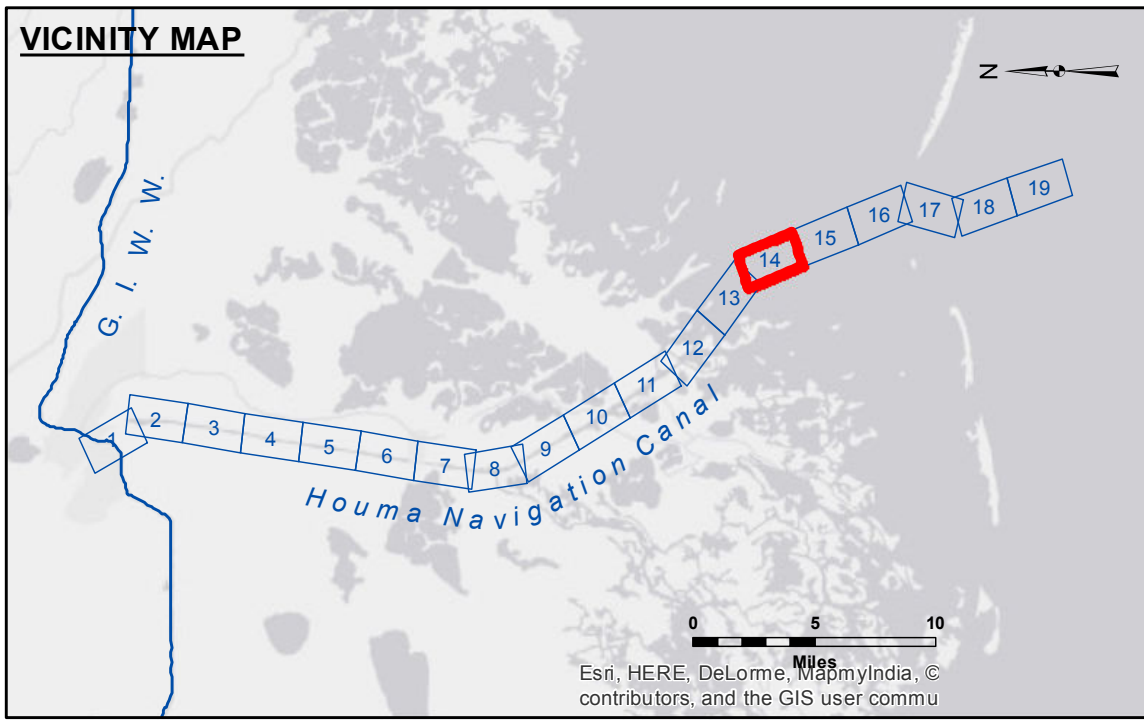 VICINITY MAP
N
G. I. W. W.
1
2
3
4
5
6
7
8
9
10
11
12
13
14
15
16
17
18
19
Houma Navigation Canal
0 5 10
Miles
Esri, HERE, DeLorme, MapmyIndia, ©
contributors, and the GIS user commu